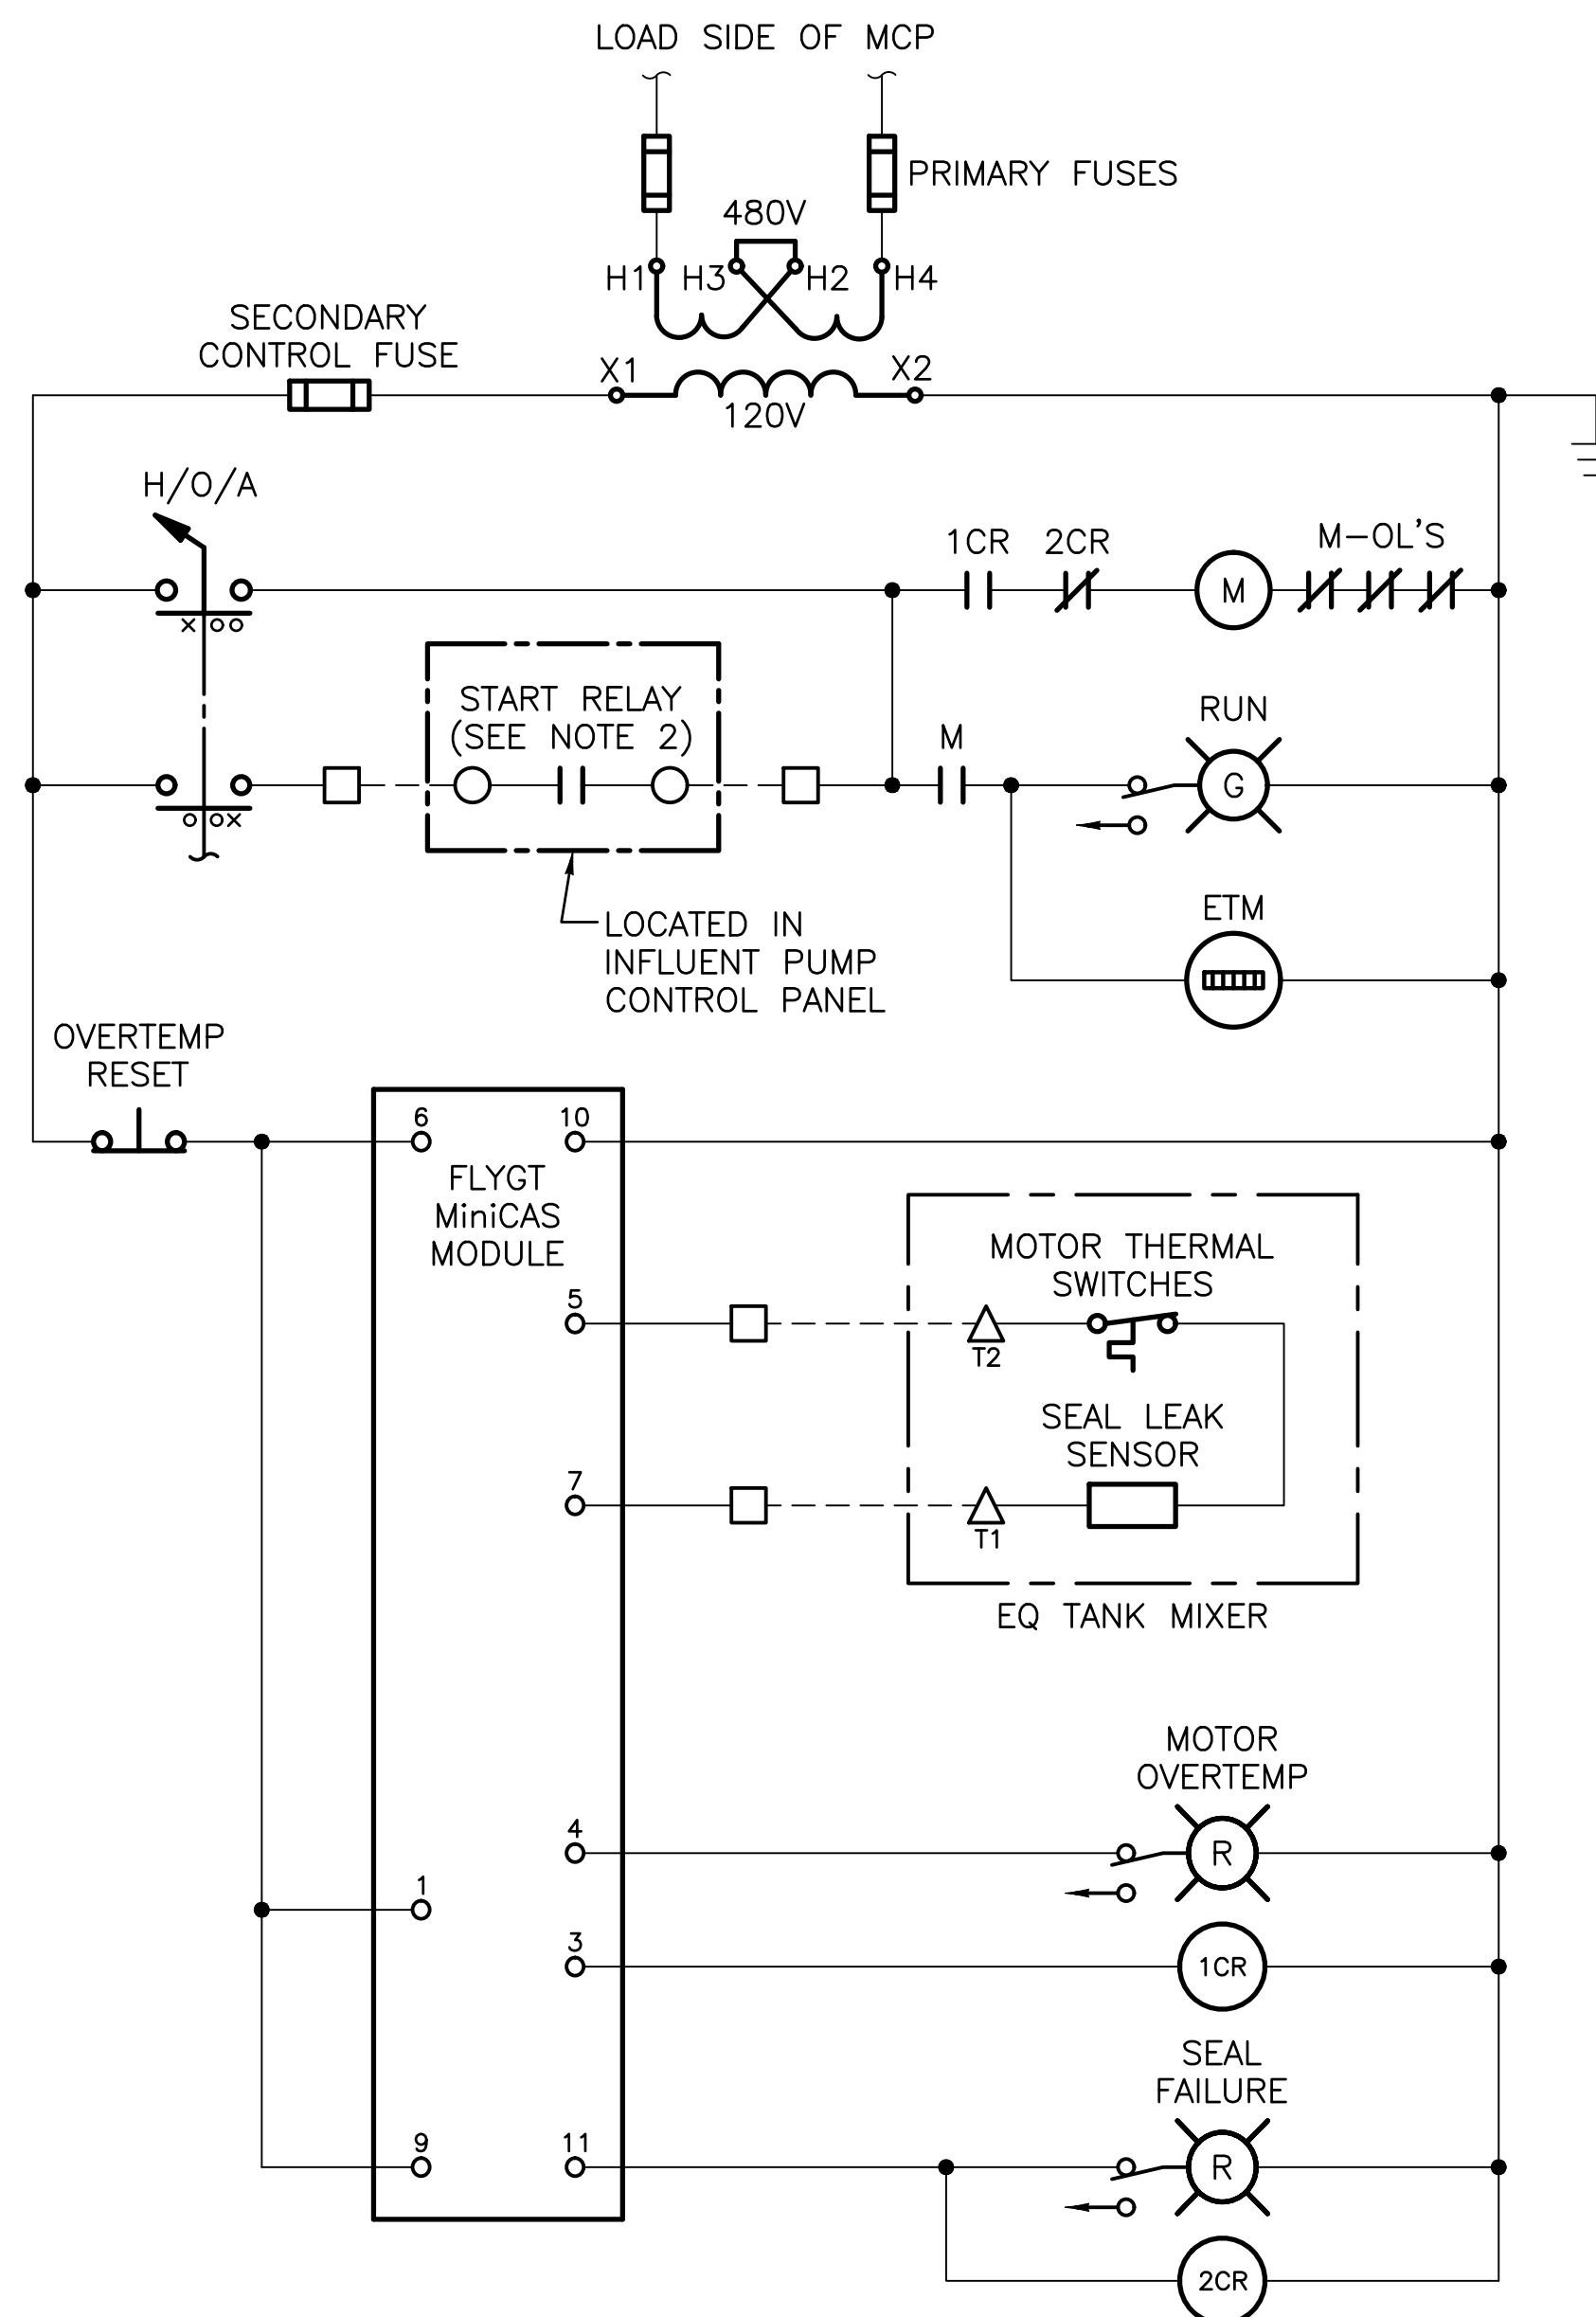 LOAD SIDE OF MCP
PRIMARY FUSES
480V
H1 H3 H2 H4
SECONDARY
CONTROL FUSE
X1 X2
120V
H/O/A
1CR 2CR M-OL'S
M
X O O
START RELAY
(SEE NOTE 2)
M
RUN
G
O O X
LOCATED IN
INFLUENT PUMP
CONTROL PANEL
ETM
OVERTEMP
RESET
6 10
FLYGT
MiniCAS
MODULE
MOTOR THERMAL
SWITCHES
5
T2
SEAL LEAK
SENSOR
7
T1
EQ TANK MIXER
MOTOR
OVERTEMP
4
R
1
3
1CR
SEAL
FAILURE
9 11
R
2CR